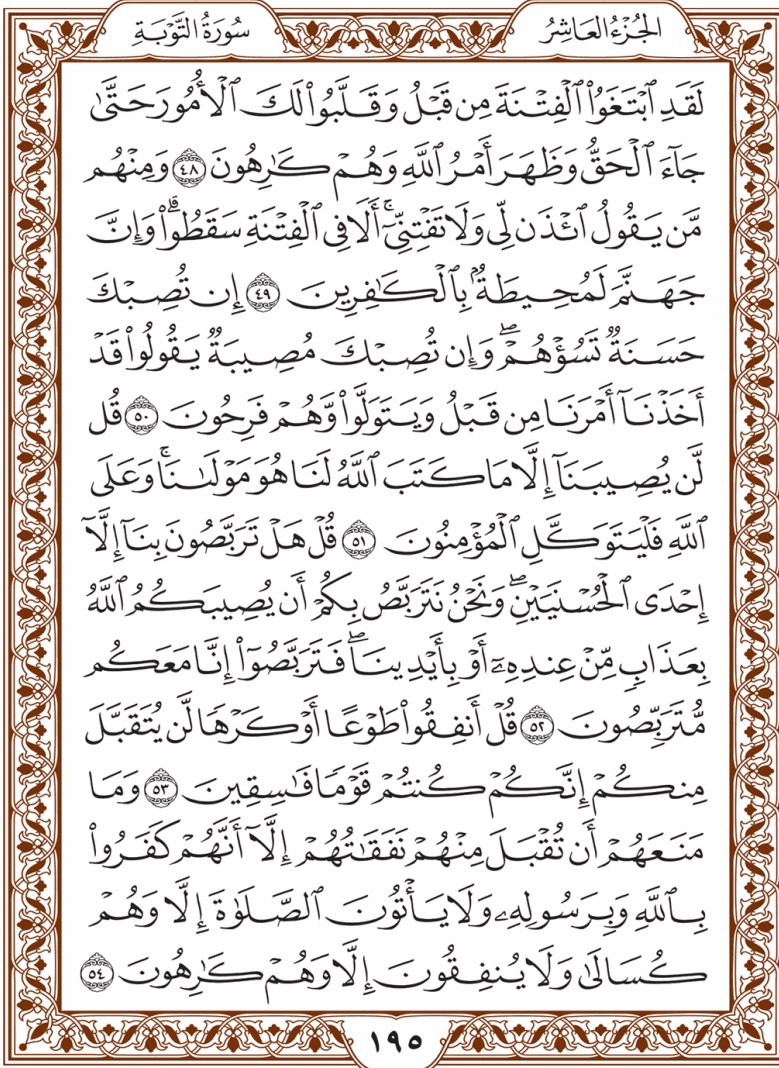 الجُزْءُ العَاشِرُ
سُورَةُ التَّوْبَةِ
لَقَدِ ٱبْتَغَوُا۟ ٱلْفِتْنَةَ مِن قَبْلُ وَقَلَّبُوا۟ لَكَ ٱلْأُمُورَ حَتَّىٰ
جَآءَ ٱلْحَقُّ وَظَهَرَ أَمْرُ ٱللَّهِ وَهُمْ كَٰرِهُونَ ٤٨ وَمِنْهُم
مَّن يَقُولُ ٱئْذَن لِّى وَلَا تَفْتِنِّىٓ ۚ أَلَا فِى ٱلْفِتْنَةِ سَقَطُوا۟ ۗ وَإِنَّ
جَهَنَّمَ لَمُحِيطَةٌۢ بِٱلْكَٰفِرِينَ ٤٩ إِن تُصِبْكَ
حَسَنَةٌ تَسُؤْهُمْ ۖ وَإِن تُصِبْكَ مُصِيبَةٌ يَقُولُوا۟ قَدْ
أَخَذْنَآ أَمْرَنَا مِن قَبْلُ وَيَتَوَلَّوا۟ وَّهُمْ فَرِحُونَ ٥٠ قُل
لَّن يُصِيبَنَآ إِلَّا مَا كَتَبَ ٱللَّهُ لَنَا هُوَ مَوْلَىٰنَا ۚ وَعَلَى
ٱللَّهِ فَلْيَتَوَكَّلِ ٱلْمُؤْمِنُونَ ٥١ قُلْ هَلْ تَرَبَّصُونَ بِنَآ إِلَّآ
إِحْدَى ٱلْحُسْنَيَيْنِ ۖ وَنَحْنُ نَتَرَبَّصُ بِكُمْ أَن يُصِيبَكُمُ ٱللَّهُ
بِعَذَابٍ مِّنْ عِندِهِۦٓ أَوْ بِأَيْدِينَا ۖ فَتَرَبَّصُوٓا۟ إِنَّا مَعَكُم
مُّتَرَبِّصُونَ ٥٢ قُلْ أَنفِقُوا۟ طَوْعًا أَوْ كَرْهًا لَّن يُتَقَبَّلَ
مِنكُمْ إِنَّكُمْ كُنتُمْ قَوْمًا فَٰسِقِينَ ٥٣ وَمَا
مَنَعَهُمْ أَن تُقْبَلَ مِنْهُمْ نَفَقَٰتُهُمْ إِلَّآ أَنَّهُمْ كَفَرُوا۟
بِٱللَّهِ وَبِرَسُولِهِۦ وَلَا يَأْتُونَ ٱلصَّلَوٰةَ إِلَّا وَهُمْ
كُسَالَىٰ وَلَا يُنفِقُونَ إِلَّا وَهُمْ كَٰرِهُونَ ٥٤
١٩٥